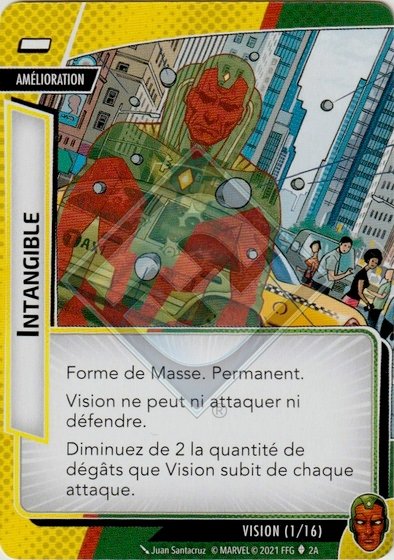 AMÉLIORATION
INTANGIBLE
Forme de Masse. Permanent.
Vision ne peut ni attaquer ni
défendre.
Diminuez de 2 la quantité de
dégâts que Vision subit de chaque
attaque.
®
VISION (1/16)
Juan Santacruz © MARVEL © 2021 FFG 2A